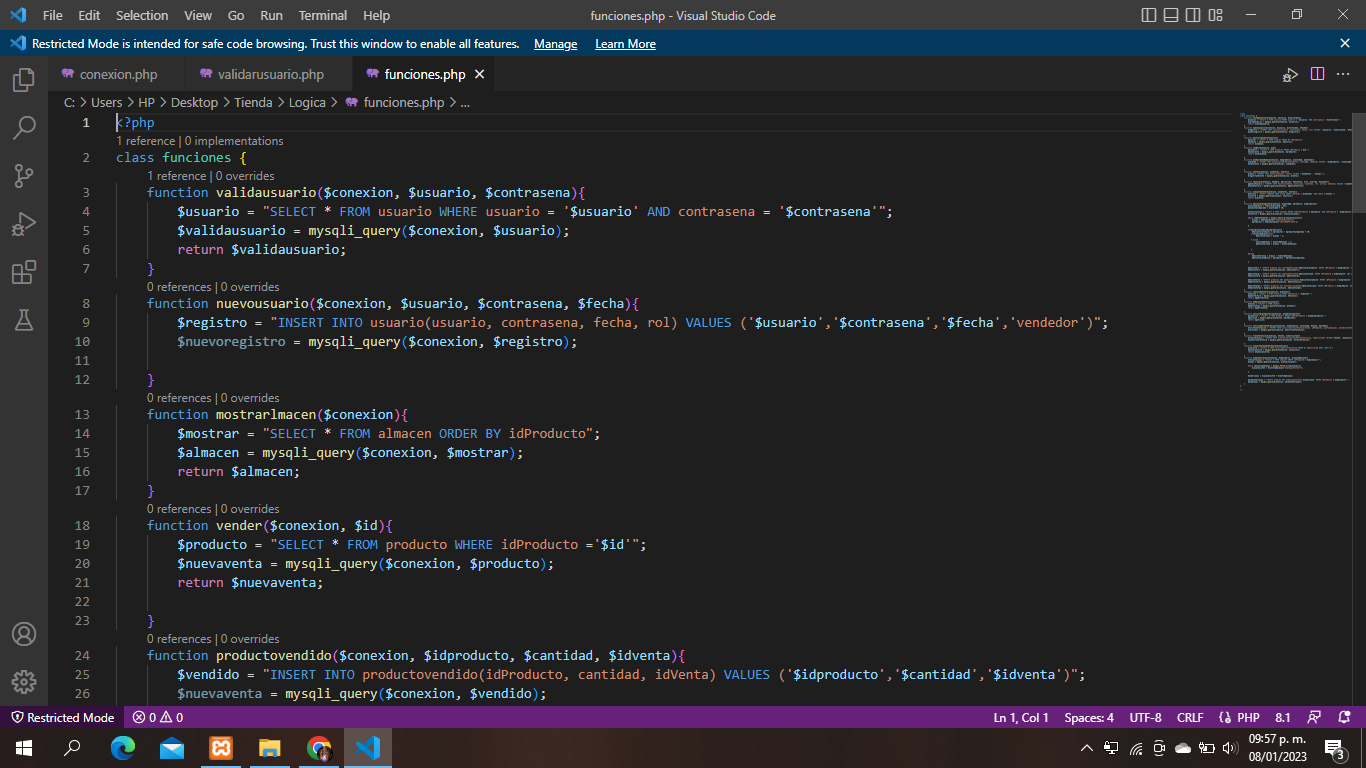 File Edit Selection View Go Run Terminal Help funciones.php - Visual Studio Code
Restricted Mode is intended for safe code browsing. Trust this window to enable all features. Manage Learn More
conexion.php validarusuario.php funciones.php
C: > Users > HP > Desktop > Tienda > Logica > funciones.php > ...
1 <?php
1 reference | 0 implementations
2 class funciones {
1 reference | 0 overrides
3 function validausuario($conexion, $usuario, $contrasena){
4 $usuario = "SELECT * FROM usuario WHERE usuario = '$usuario' AND contrasena = '$contrasena'";
5 $validausuario = mysqli_query($conexion, $usuario);
6 return $validausuario;
7 }
0 references | 0 overrides
8 function nuevousuario($conexion, $usuario, $contrasena, $fecha){
9 $registro = "INSERT INTO usuario(usuario, contrasena, fecha, rol) VALUES ('$usuario','$contrasena','$fecha','vendedor')";
10 $nuevoregistro = mysqli_query($conexion, $registro);
11
12 }
0 references | 0 overrides
13 function mostrarlmacen($conexion){
14 $mostrar = "SELECT * FROM almacen ORDER BY idProducto";
15 $almacen = mysqli_query($conexion, $mostrar);
16 return $almacen;
17 }
0 references | 0 overrides
18 function vender($conexion, $id){
19 $producto = "SELECT * FROM producto WHERE idProducto ='$id'";
20 $nuevaventa = mysqli_query($conexion, $producto);
21 return $nuevaventa;
22
23 }
0 references | 0 overrides
24 function productovendido($conexion, $idproducto, $cantidad, $idventa){
25 $vendido = "INSERT INTO productovendido(idProducto, cantidad, idVenta) VALUES ('$idproducto','$cantidad','$idventa')";
26 $nuevaventa = mysqli_query($conexion, $vendido);
Restricted Mode 0 0 Ln 1, Col 1 Spaces: 4 UTF-8 CRLF PHP 8.1
09:57 p. m.
08/01/2023
3